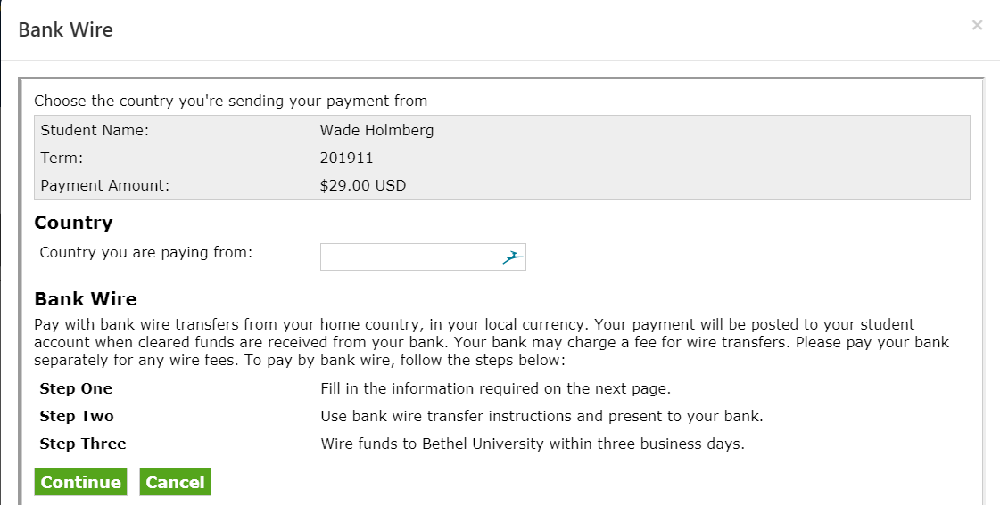 Bank Wire
×
Choose the country you're sending your payment from
Student Name: Wade Holmberg
Term: 201911
Payment Amount: $29.00 USD
Country
Country you are paying from:
Bank Wire
Pay with bank wire transfers from your home country, in your local currency. Your payment will be posted to your student
account when cleared funds are received from your bank. Your bank may charge a fee for wire transfers. Please pay your bank
separately for any wire fees. To pay by bank wire, follow the steps below:
Step One Fill in the information required on the next page.
Step Two Use bank wire transfer instructions and present to your bank.
Step Three Wire funds to Bethel University within three business days.
Continue Cancel